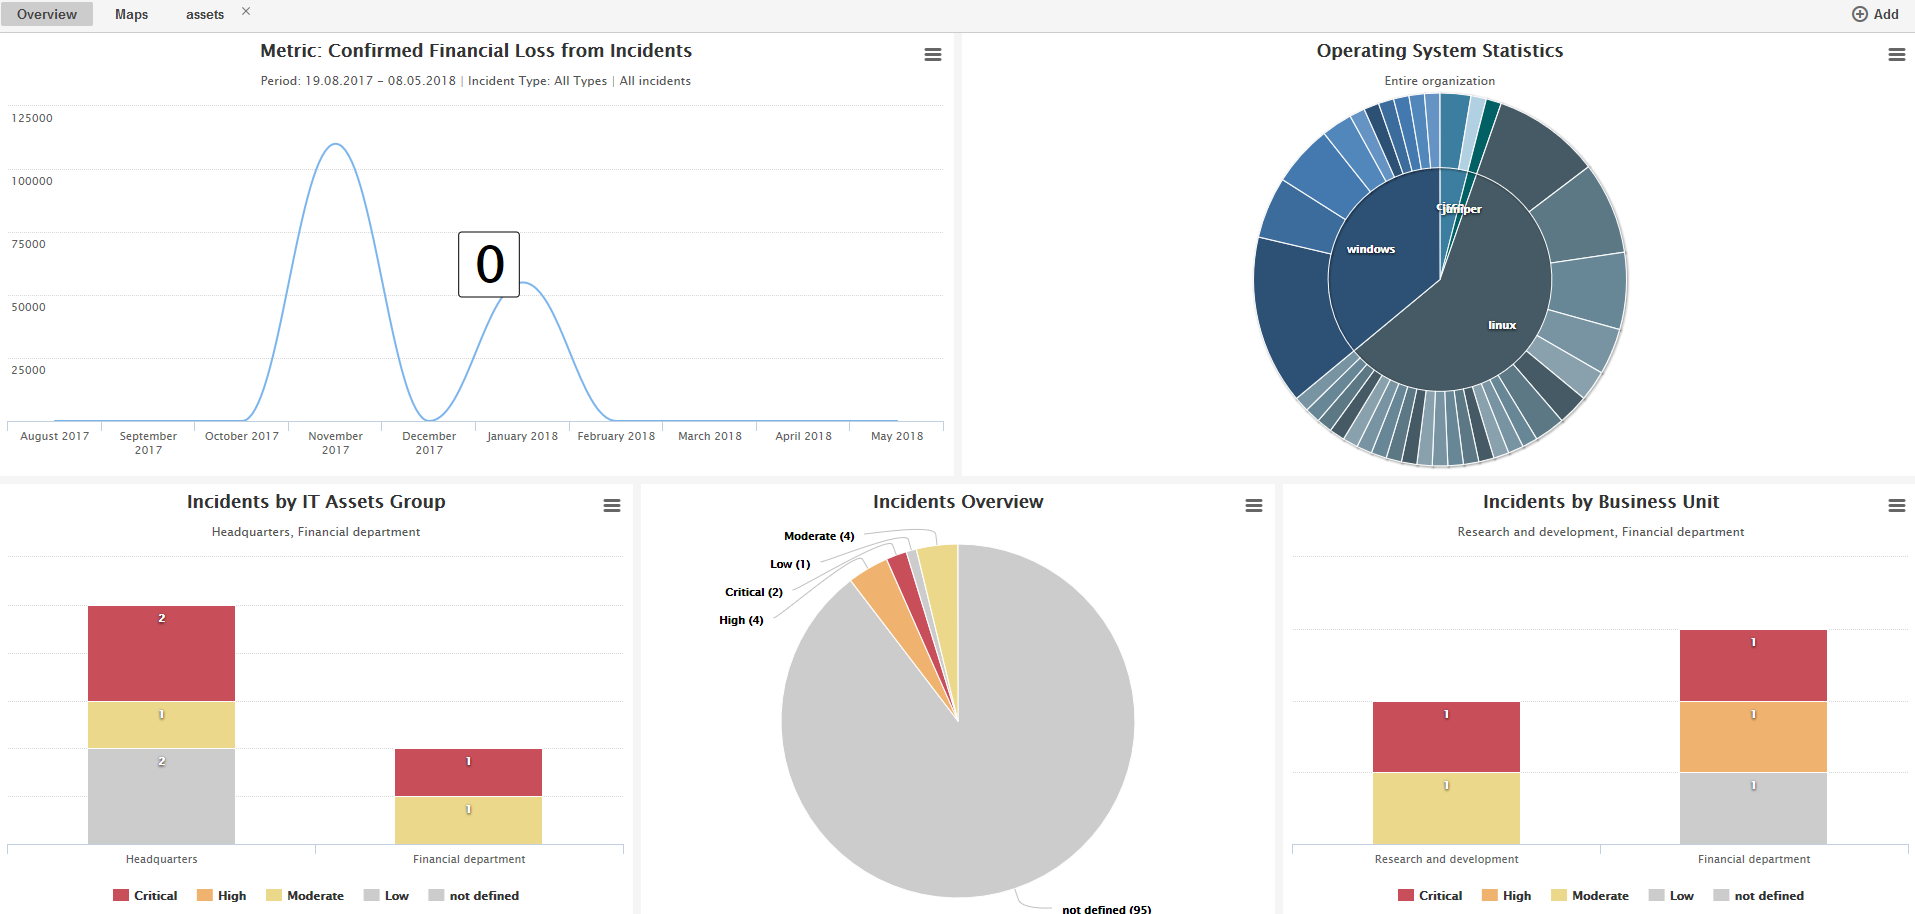 Overview Maps assets × Add
Metric: Confirmed Financial Loss from Incidents
Period: 19.08.2017 – 08.05.2018 | Incident Type: All Types | All incidents
125000
100000
75000
50000
25000
0
August 2017 September 2017 October 2017 November 2017 December 2017 January 2018 February 2018 March 2018 April 2018 May 2018
Operating System Statistics
Entire organization
cisco
juniper
windows
linux
Incidents by IT Assets Group
Headquarters, Financial department
2
1
2
1
1
Headquarters Financial department
Critical High Moderate Low not defined
Incidents Overview
Moderate (4)
Low (1)
Critical (2)
High (4)
not defined (95)
Incidents by Business Unit
Research and development, Financial department
1
1
1
1
1
Research and development Financial department
Critical High Moderate Low not defined